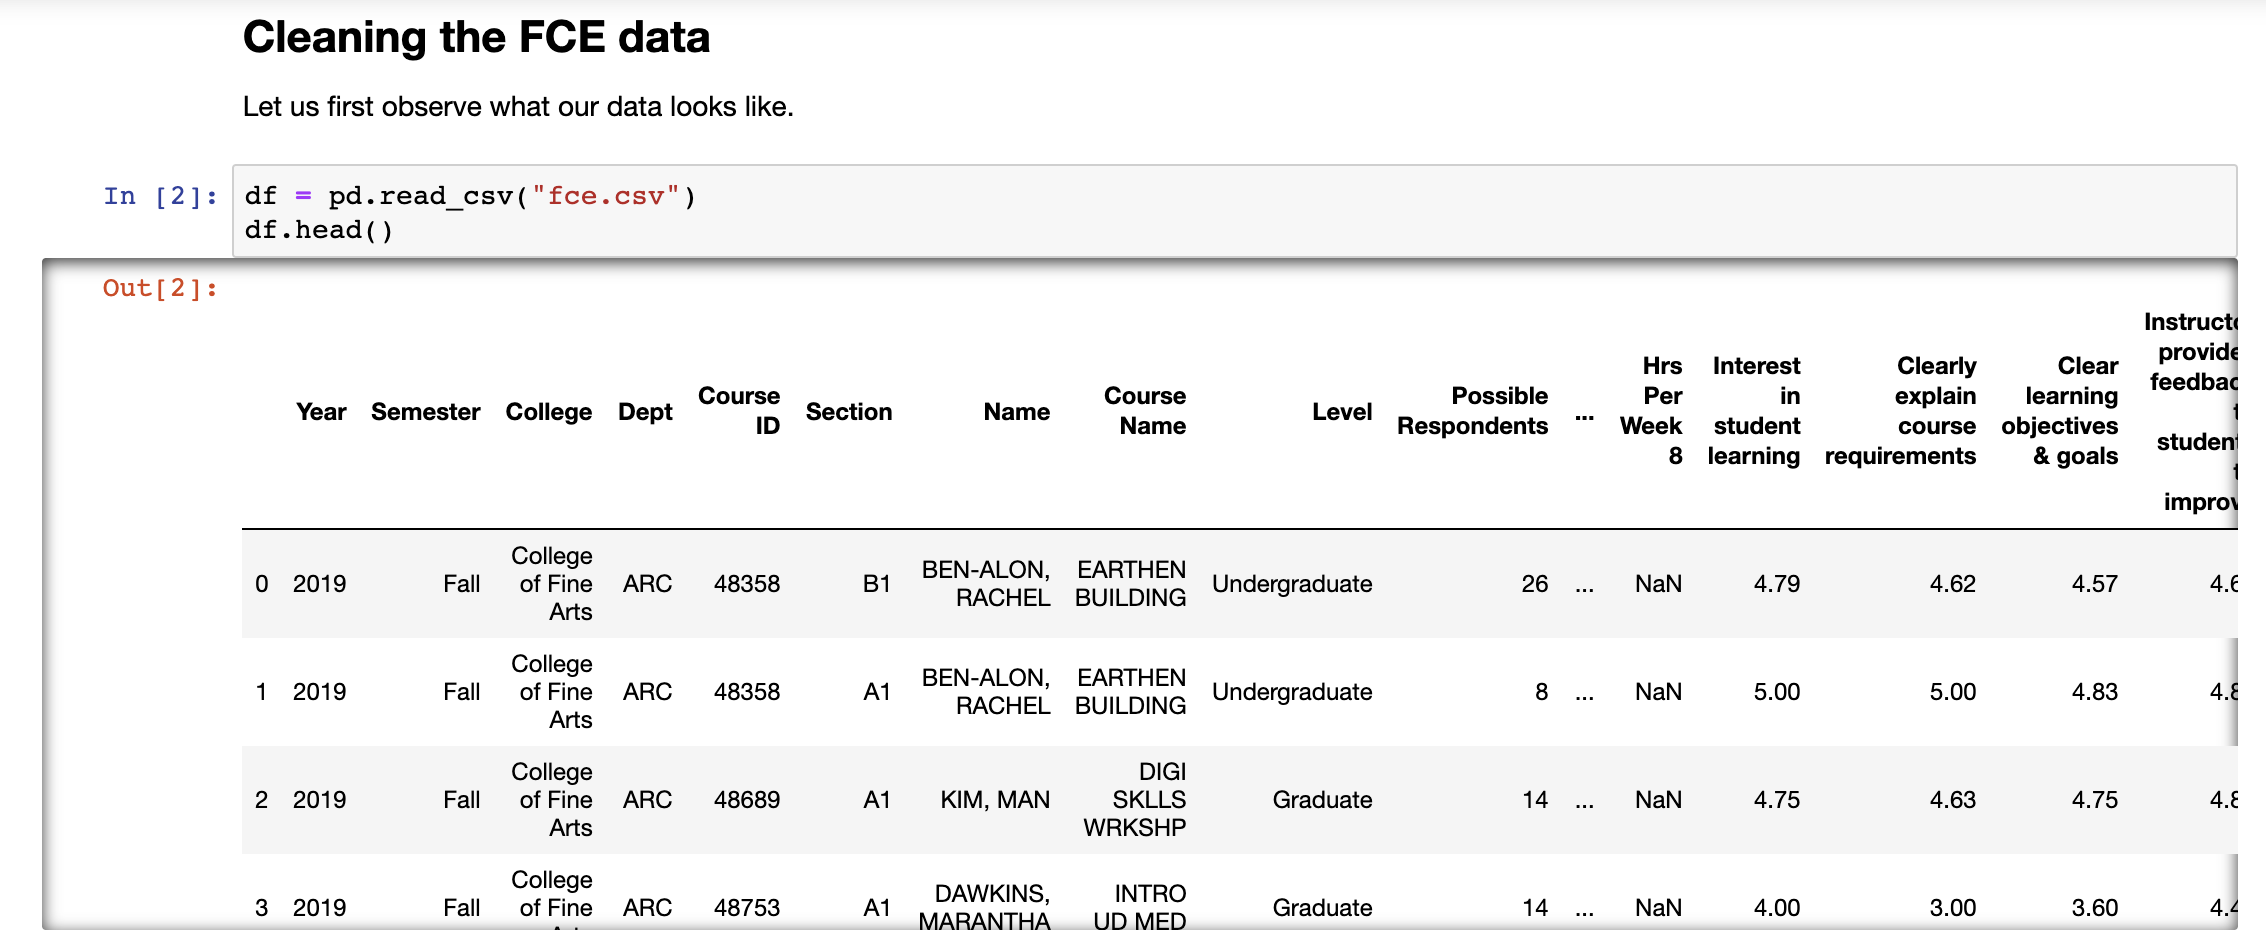 Cleaning the FCE data
Let us first observe what our data looks like.
In [2]: df = pd.read_csv("fce.csv")
df.head()
Out[2]:
Year Semester College Dept Course ID Section Name Course Name Level Possible Respondents ... Hrs Per Week 8 Interest in student learning Clearly explain course requirements Clear learning objectives & goals
0 2019 Fall College of Fine Arts ARC 48358 B1 BEN-ALON, RACHEL EARTHEN BUILDING Undergraduate 26 ... NaN 4.79 4.62 4.57
1 2019 Fall College of Fine Arts ARC 48358 A1 BEN-ALON, RACHEL EARTHEN BUILDING Undergraduate 8 ... NaN 5.00 5.00 4.83
2 2019 Fall College of Fine Arts ARC 48689 A1 KIM, MAN DIGI SKLLS WRKSHP Graduate 14 ... NaN 4.75 4.63 4.75
3 2019 Fall College of Fine ARC 48753 A1 DAWKINS, MARANTHA INTRO UD MED Graduate 14 ... NaN 4.00 3.00 3.60